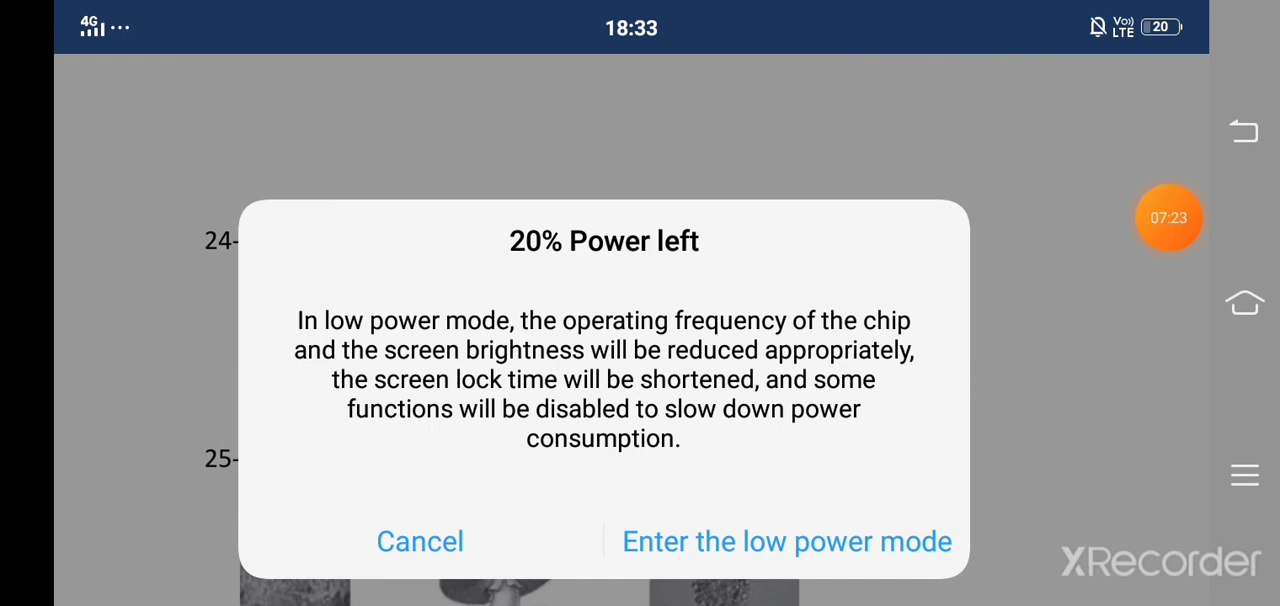 4G
18:33
Vo))
LTE
20
07:23
24-
20% Power left
In low power mode, the operating frequency of the chip
and the screen brightness will be reduced appropriately,
the screen lock time will be shortened, and some
functions will be disabled to slow down power
consumption.
25-
Cancel
Enter the low power mode
XRecorder